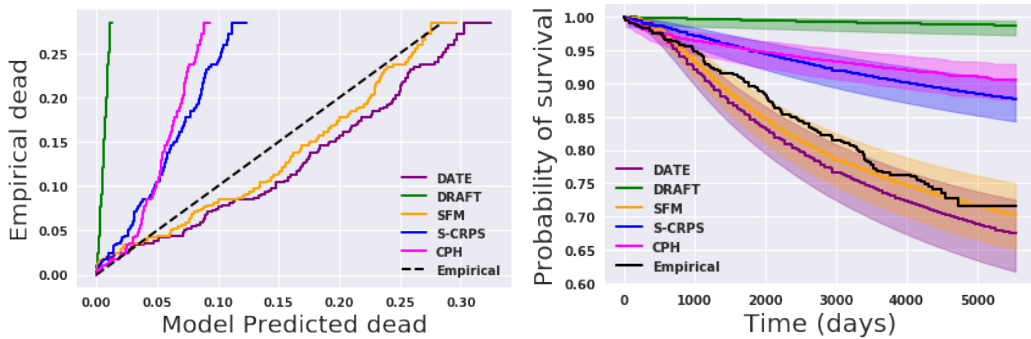 Empirical dead
0.25
0.20
0.15
0.10
0.05
0.00
DATE
DRAFT
SFM
S-CRPS
CPH
Empirical
0.00 0.05 0.10 0.15 0.20 0.25 0.30
Model Predicted dead
Probability of survival
1.00
0.95
0.90
0.85
0.80
0.75
0.70
0.65
0.60
DATE
DRAFT
SFM
S-CRPS
CPH
Empirical
0 1000 2000 3000 4000 5000
Time (days)